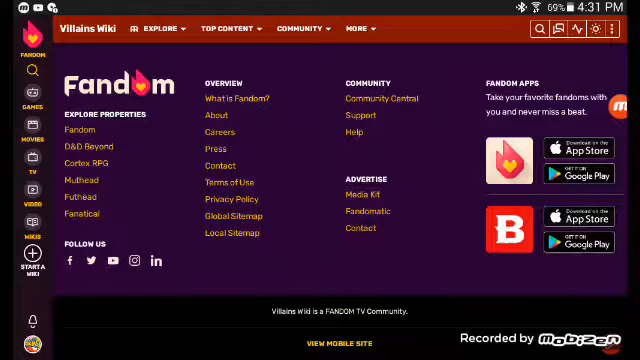 69% 4:31 PM
Villains Wiki EXPLORE TOP CONTENT COMMUNITY MORE
FANDOM
GAMES
MOVIES
TV
VIDEO
WIKIS
START A
WIKI
Fandom
EXPLORE PROPERTIES
Fandom
D&D Beyond
Cortex RPG
Muthead
Futhead
Fanatical
FOLLOW US
OVERVIEW
What is Fandom?
About
Careers
Press
Contact
Terms of Use
Privacy Policy
Global Sitemap
Local Sitemap
COMMUNITY
Community Central
Support
Help
ADVERTISE
Media Kit
Fandomatic
Contact
FANDOM APPS
Take your favorite fandoms with
you and never miss a beat.
Download on the
App Store
GET IT ON
Google Play
B
Download on the
App Store
GET IT ON
Google Play
Villains Wiki is a FANDOM TV Community.
VIEW MOBILE SITE
Recorded by Mobizen